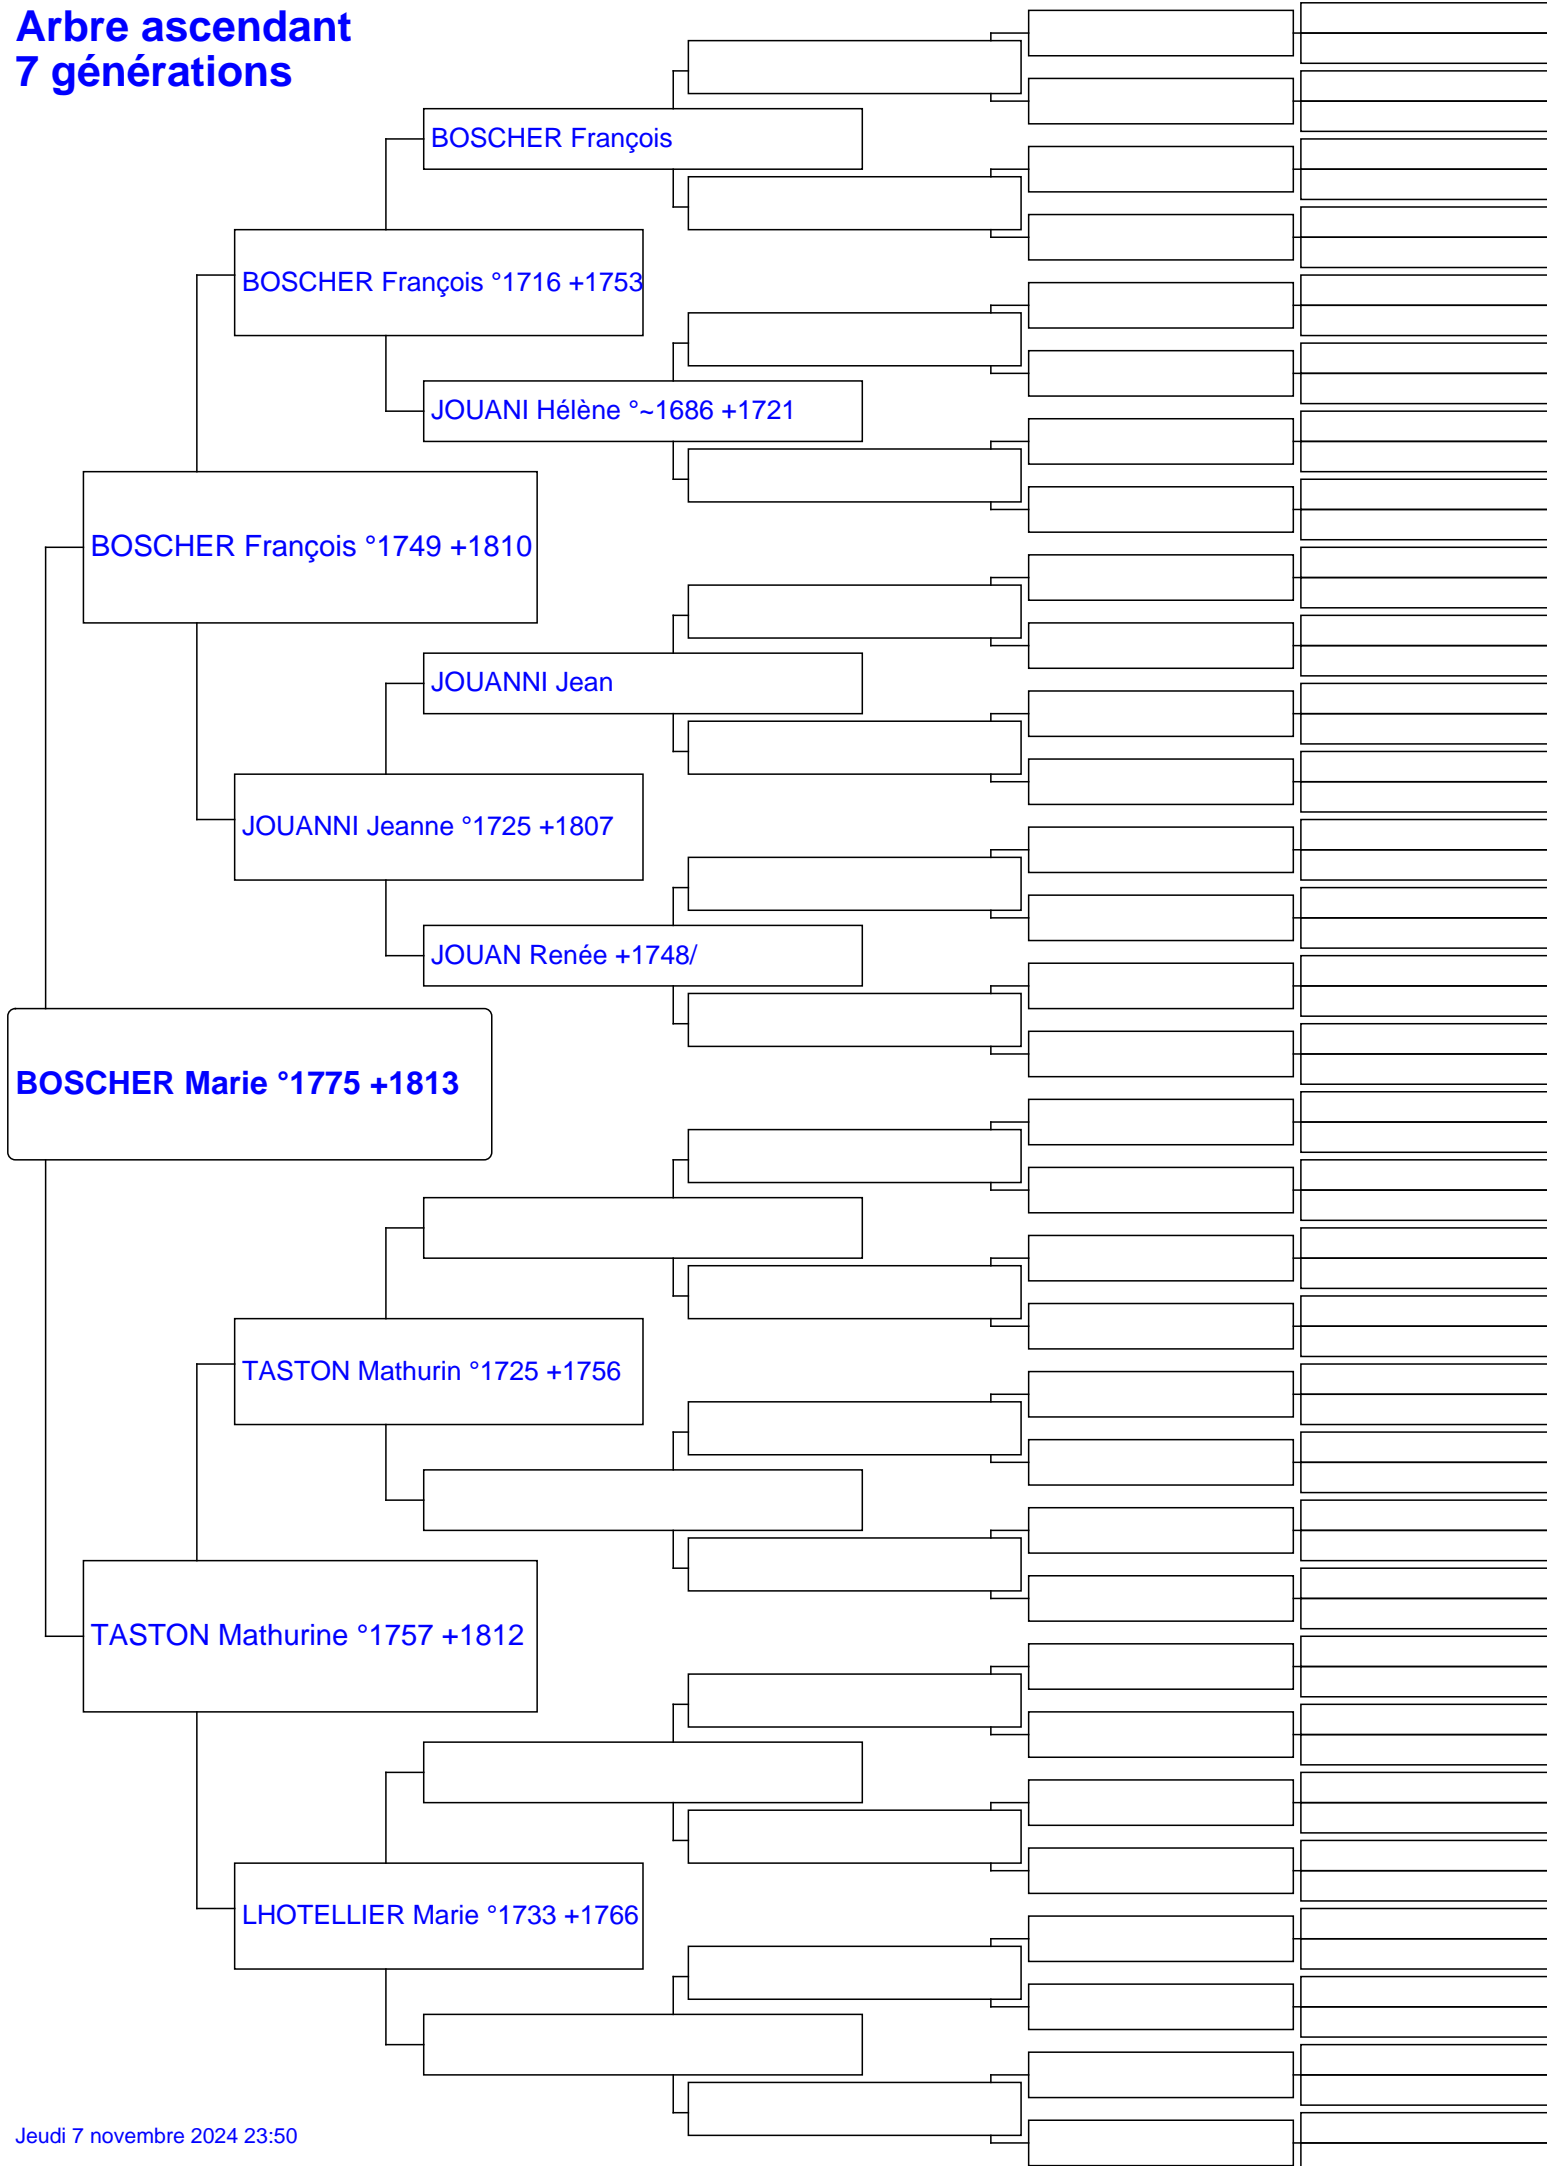 Arbre ascendant
7 générations
BOSCHER François
BOSCHER François °1716 +1753
JOUANI Hélène °~1686 +1721
BOSCHER François °1749 +1810
JOUANNI Jean
JOUANNI Jeanne °1725 +1807
JOUAN Renée +1748/
BOSCHER Marie °1775 +1813
TASTON Mathurin °1725 +1756
TASTON Mathurine °1757 +1812
LHOTELLIER Marie °1733 +1766
Jeudi 7 novembre 2024 23:50